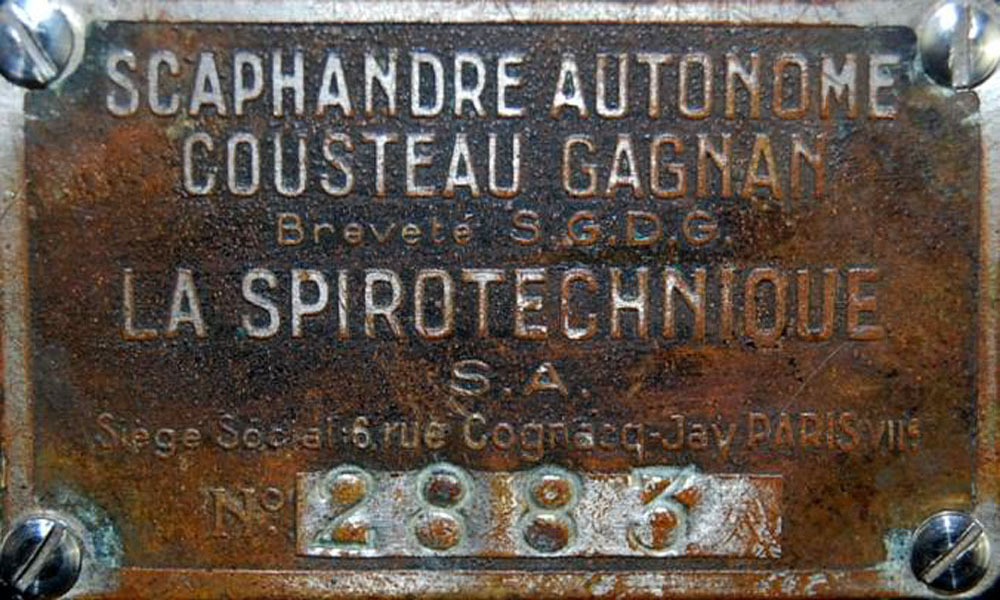 SCAPHANDRE AUTONOME
COUSTEAU GAGNAN
Breveté S.G.D.G.
LA SPIROTECHNIQUE
S.A.
Siège Social: 6, rue Cognacq-Jay PARIS VIIe
No. 2883